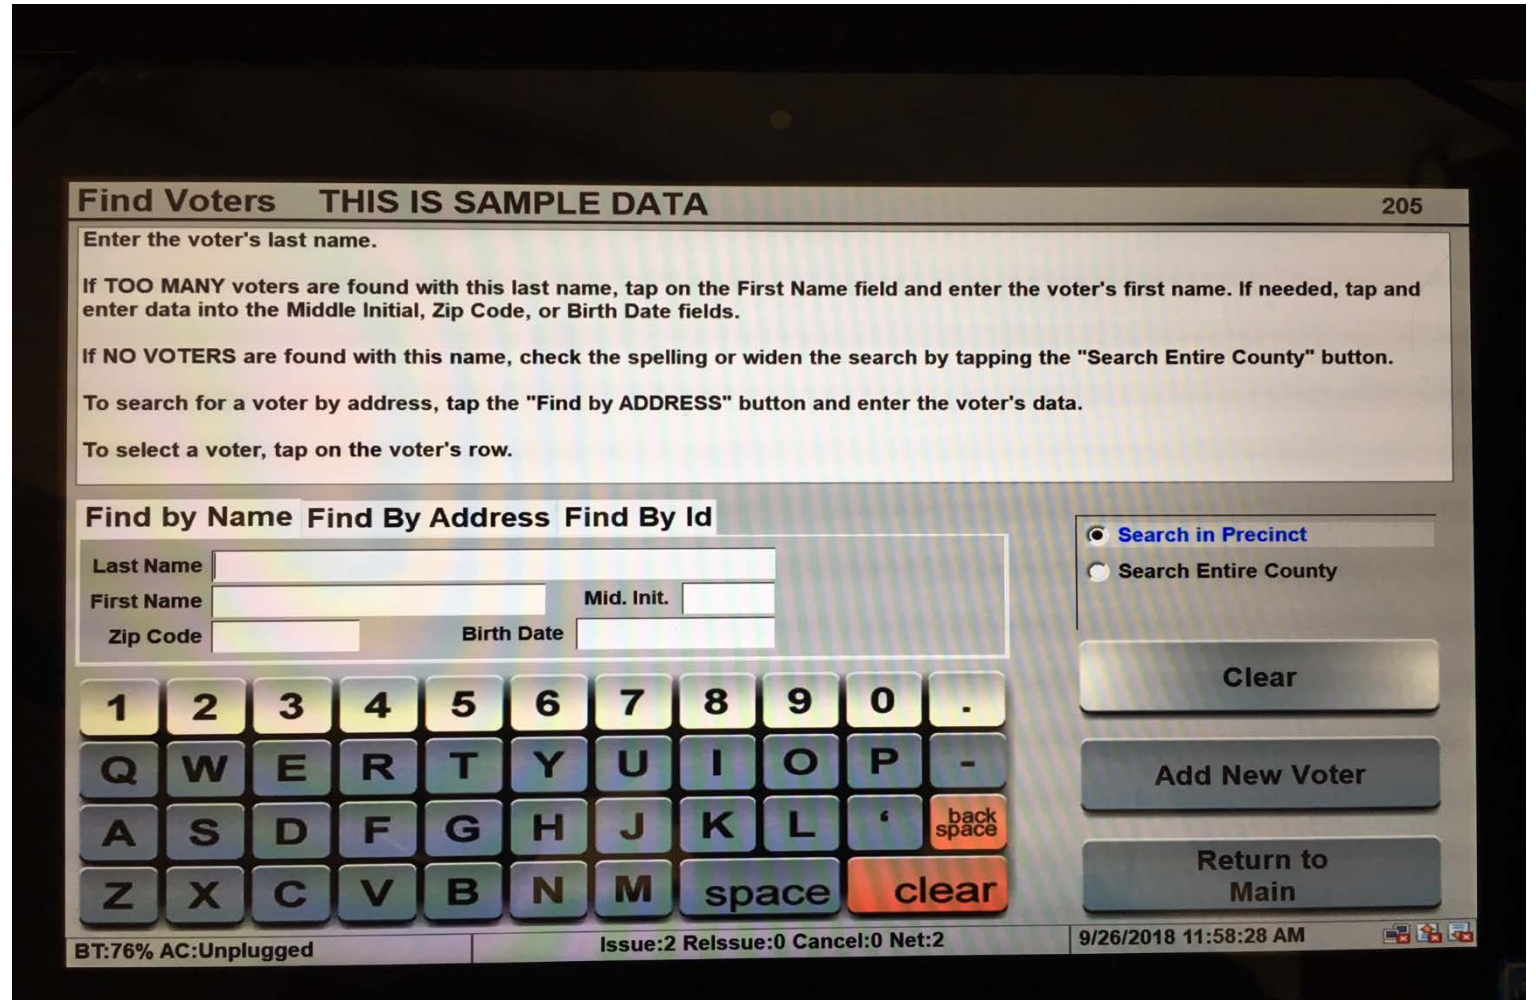 Find Voters THIS IS SAMPLE DATA 205
Enter the voter's last name.
If TOO MANY voters are found with this last name, tap on the First Name field and enter the voter's first name. If needed, tap and
enter data into the Middle Initial, Zip Code, or Birth Date fields.
If NO VOTERS are found with this name, check the spelling or widen the search by tapping the "Search Entire County" button.
To search for a voter by address, tap the "Find by ADDRESS" button and enter the voter's data.
To select a voter, tap on the voter's row.
Find by Name Find By Address Find By Id
Last Name
First Name Mid. Init.
Zip Code Birth Date
Search in Precinct
Search Entire County
Clear
Add New Voter
Return to
Main
1 2 3 4 5 6 7 8 9 0 .
Q W E R T Y U I O P -
A S D F G H J K L ‘ back
space
Z X C V B N M space clear
BT:76% AC:Unplugged Issue:2 ReIssue:0 Cancel:0 Net:2 9/26/2018 11:58:28 AM